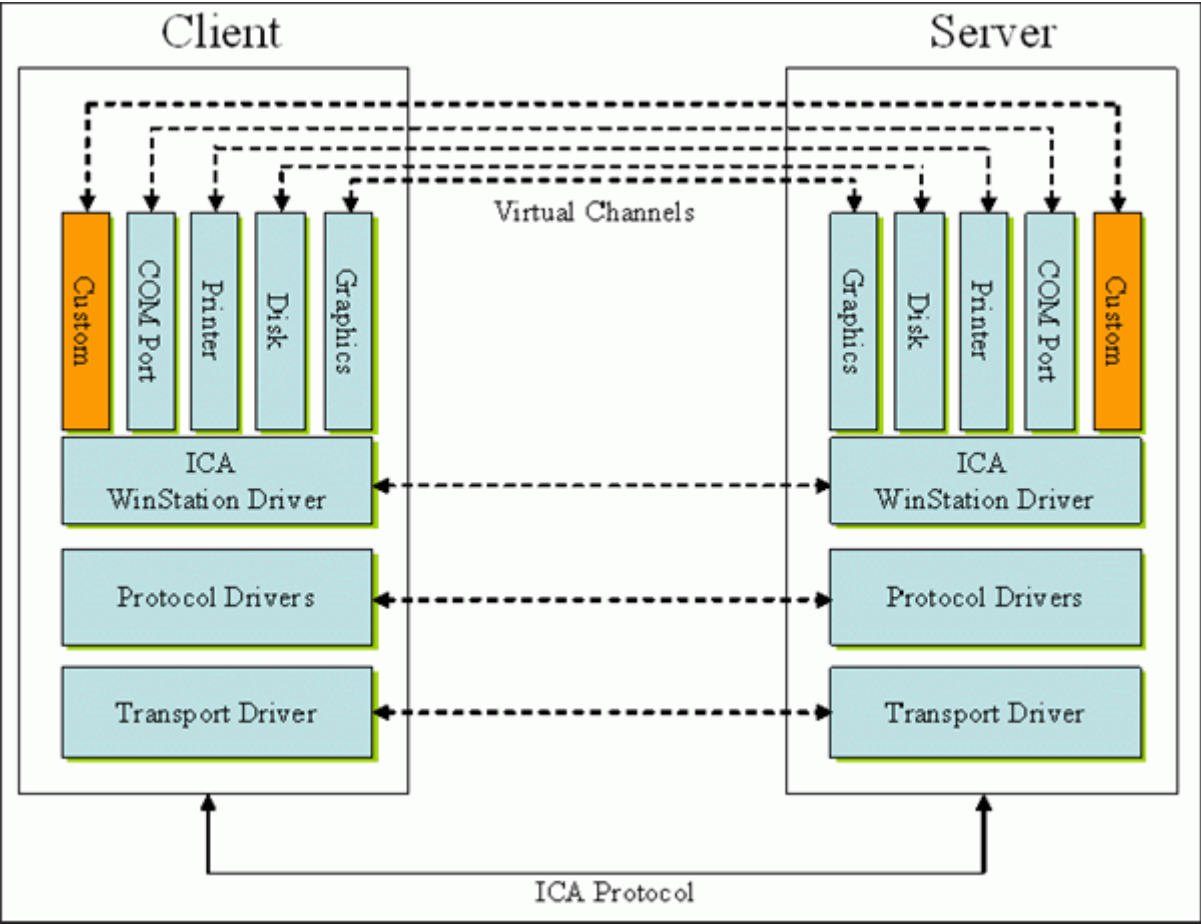 Client
Server
Virtual Channels
Custom
COM Port
Printer
Disk
Graphics
Graphics
Disk
Printer
COM Port
Custom
ICA
WinStation Driver
ICA
WinStation Driver
Protocol Drivers
Protocol Drivers
Transport Driver
Transport Driver
ICA Protocol